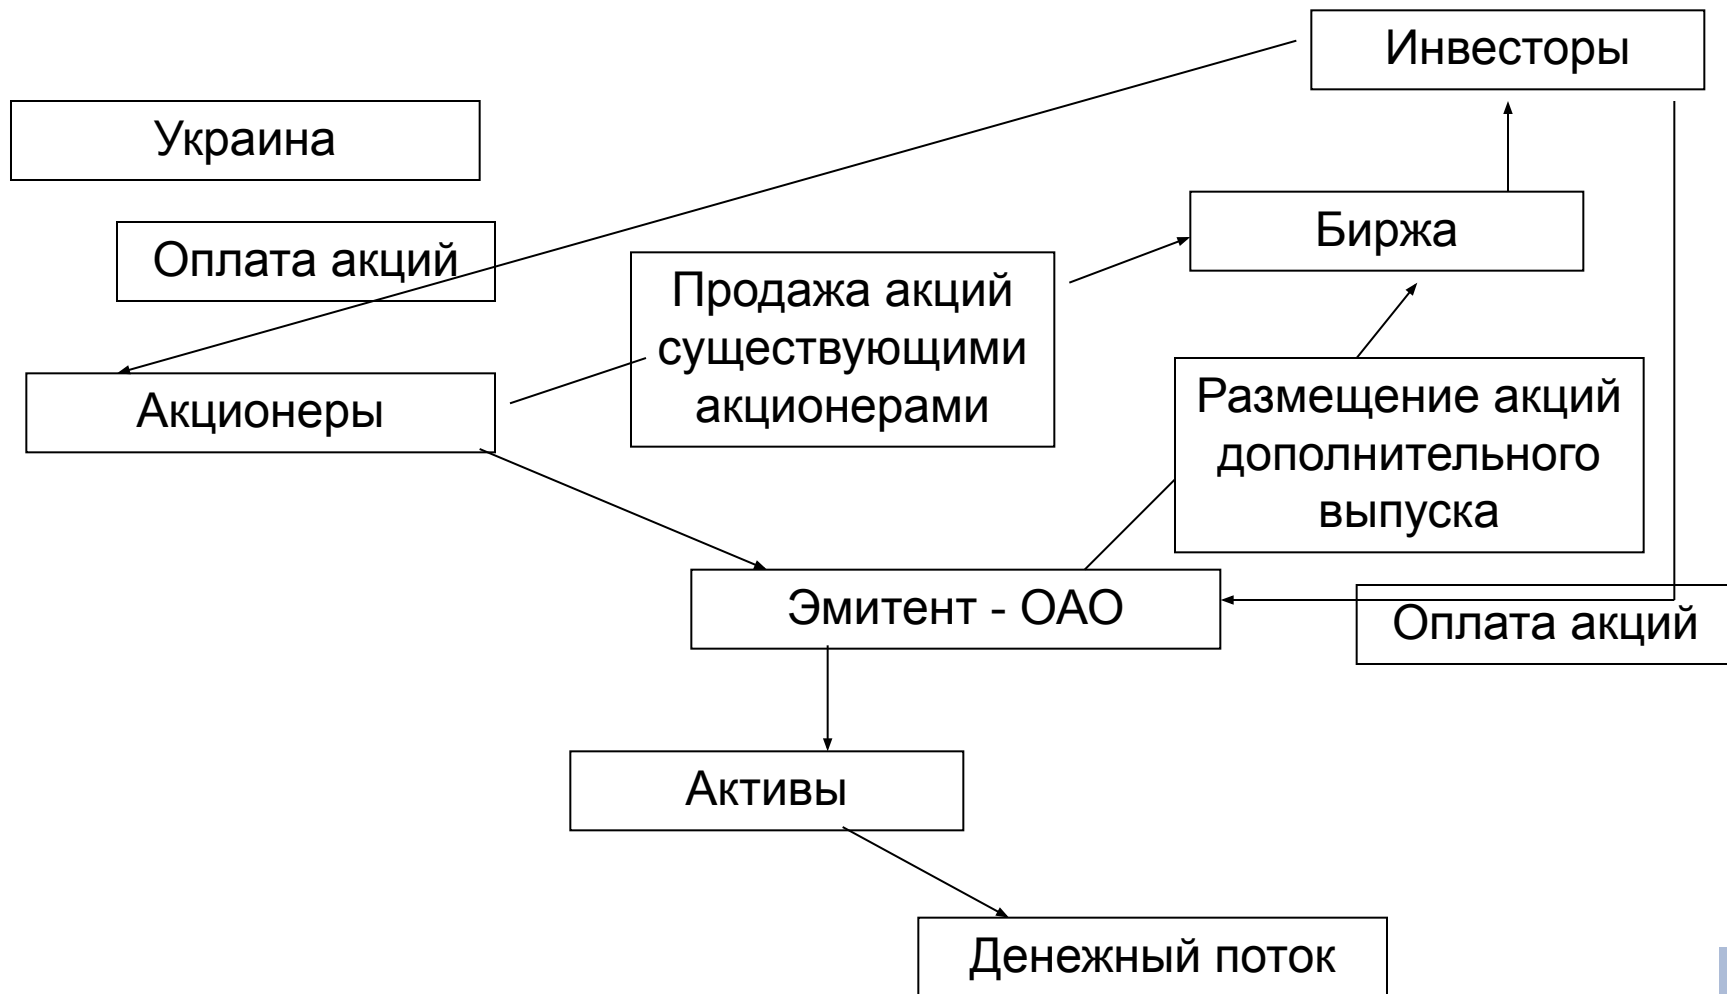 Инвесторы
Украина
Биржа
Оплата акций
Продажа акций
существующими
акционерами
Акционеры
Размещение акций
дополнительного
выпуска
Эмитент - ОАО
Оплата акций
Активы
Денежный поток